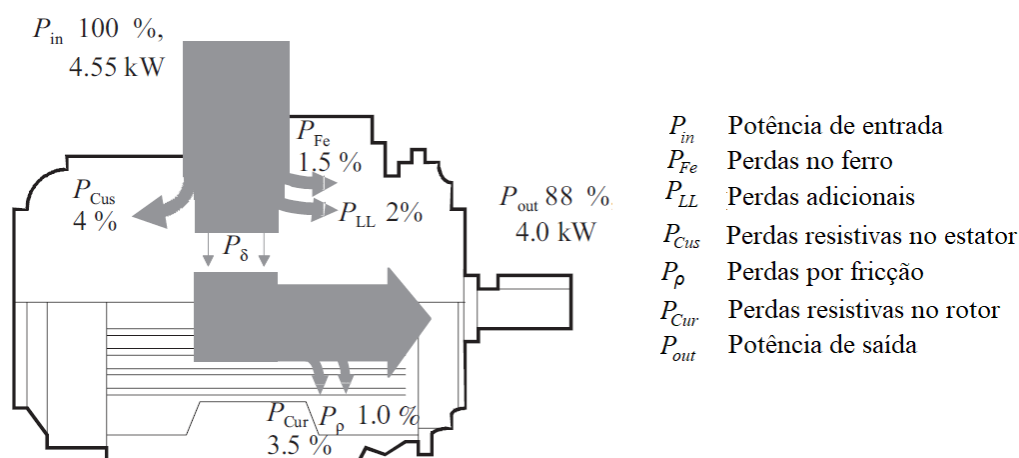 P_in 100 %,
4.55 kW
P_Fe
1.5 %
P_Cus
4 %
P_LL 2%
P_δ
P_out 88 %
4.0 kW
P_Cur P_ρ 1.0 %
3.5 %
P_in Potência de entrada
P_Fe Perdas no ferro
P_LL Perdas adicionais
P_Cus Perdas resistivas no estator
P_ρ Perdas por fricção
P_Cur Perdas resistivas no rotor
P_out Potência de saída